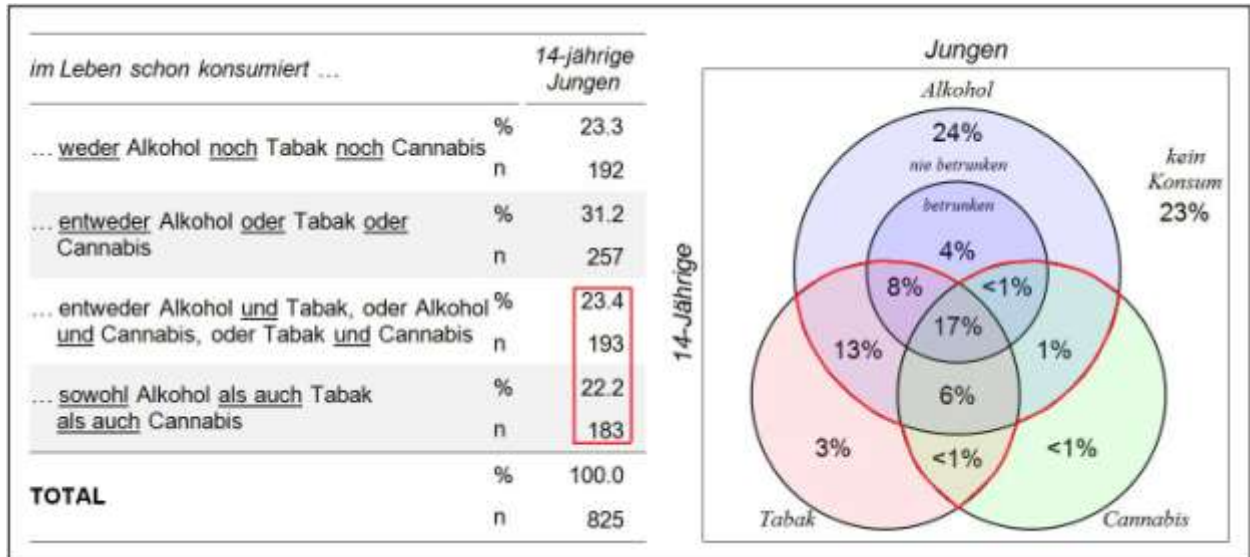 im Leben schon konsumiert ...
14-jährige
Jungen
... weder Alkohol noch Tabak noch Cannabis
% 23.3
n 192
... entweder Alkohol oder Tabak oder
Cannabis
% 31.2
n 257
... entweder Alkohol und Tabak, oder Alkohol
und Cannabis, oder Tabak und Cannabis
% 23.4
n 193
... sowohl Alkohol als auch Tabak
als auch Cannabis
% 22.2
n 183
TOTAL
% 100.0
n 825
Jungen
14-Jährige
Alkohol
24%
nie betrunken
betrunken
kein
Konsum
23%
4%
8% <1%
17%
13% 1%
6%
3% <1% <1%
Tabak Cannabis